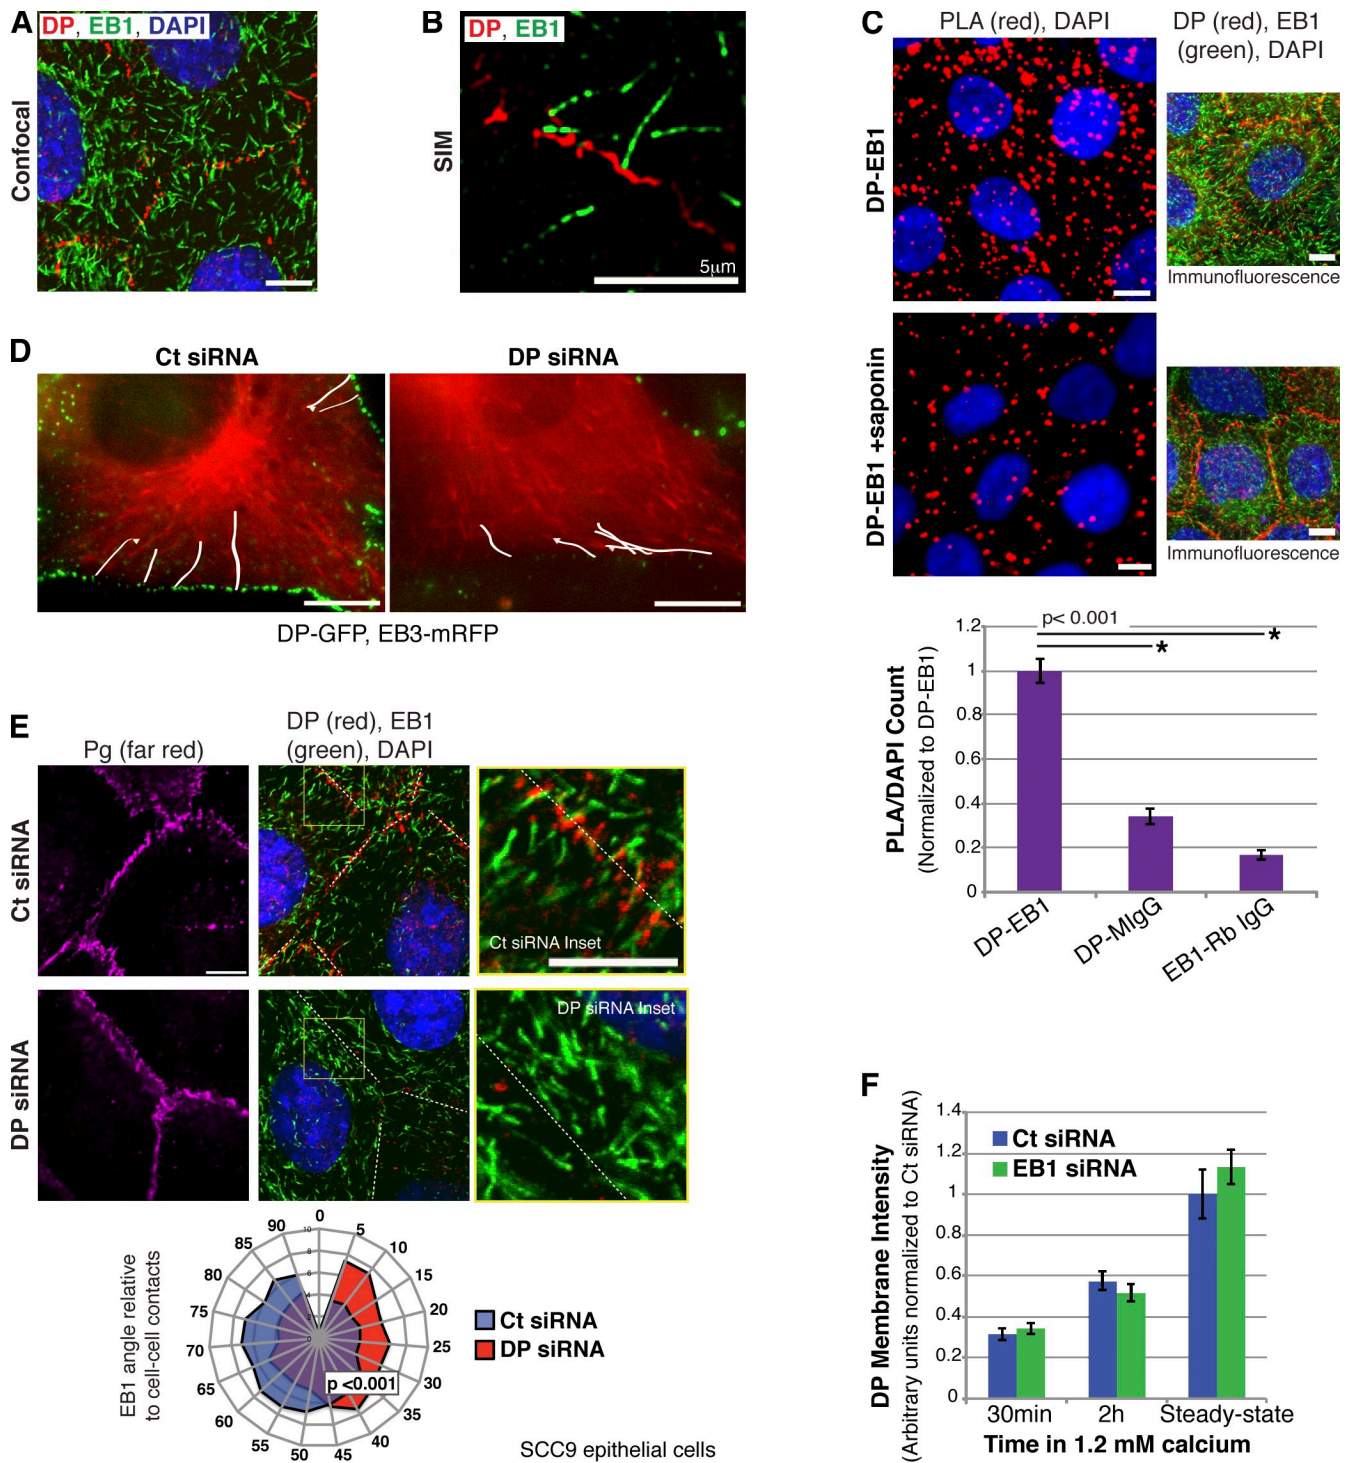 A
DP, EB1, DAPI
Confocal
B
DP, EB1
SIM
5μm
C
PLA (red), DAPI
DP (red), EB1
(green), DAPI
DP-EB1
Immunofluorescence
DP-EB1 +saponin
Immunofluorescence
PLA/DAPI Count
(Normalized to DP-EB1)
p< 0.001
*
*
1.2
1
0.8
0.6
0.4
0.2
0
DP-EB1
DP-MIgG
EB1-Rb IgG
D
Ct siRNA
DP siRNA
DP-GFP, EB3-mRFP
E
Pg (far red)
DP (red), EB1
(green), DAPI
Ct siRNA
Ct siRNA Inset
DP siRNA
DP siRNA Inset
EB1 angle relative
to cell-cell contacts
0
5
10
15
20
25
30
35
40
45
50
55
60
65
70
75
80
85
90
10
8
6
4
2
0
p <0.001
Ct siRNA
DP siRNA
SCC9 epithelial cells
F
DP Membrane Intensity
(Arbitrary units normalized to Ct siRNA)
1.4
1.2
1
0.8
0.6
0.4
0.2
0
Ct siRNA
EB1 siRNA
30min
2h
Steady-state
Time in 1.2 mM calcium